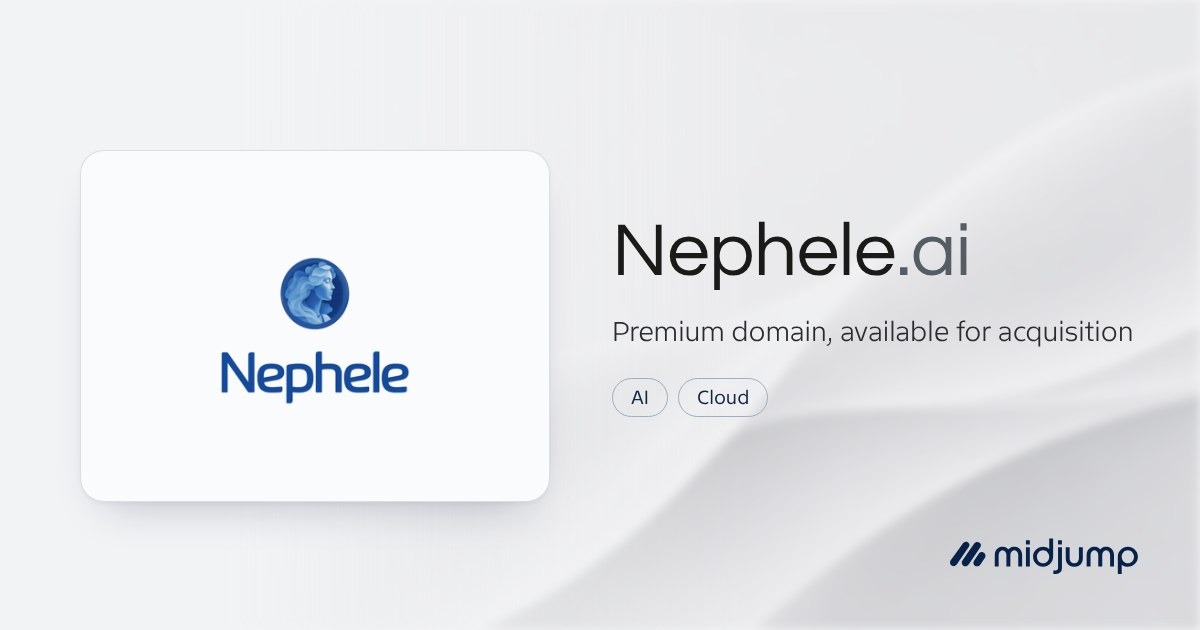 Nephele
Nephele.ai
Premium domain, available for acquisition
AI
Cloud
midjump